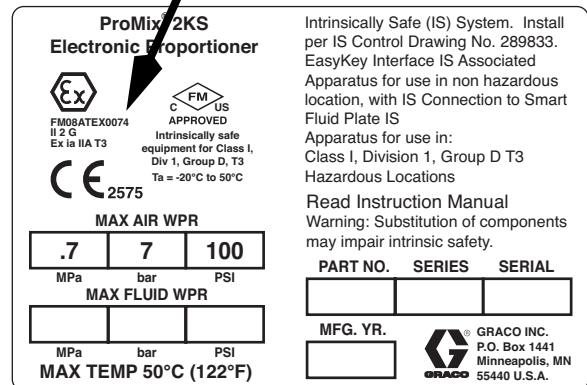 ProMix® 2KS
Electronic Proportioner
Ex
FM08ATEX0074
II 2 G
Ex ia IIA T3
CE 2575
C FM US
APPROVED
Intrinsically safe
equipment for Class I,
Div 1, Group D, T3
Ta = -20°C to 50°C
MAX AIR WPR
.7 7 100
MPa bar PSI
MAX FLUID WPR
MPa bar PSI
MAX TEMP 50°C (122°F)
Intrinsically Safe (IS) System. Install
per IS Control Drawing No. 289833.
EasyKey Interface IS Associated
Apparatus for use in non hazardous
location, with IS Connection to Smart
Fluid Plate IS
Apparatus for use in:
Class I, Division 1, Group D T3
Hazardous Locations
Read Instruction Manual
Warning: Substitution of components
may impair intrinsic safety.
PART NO. SERIES SERIAL
MFG. YR.
GRACO
®
GRACO INC.
P.O. Box 1441
Minneapolis, MN
55440 U.S.A.